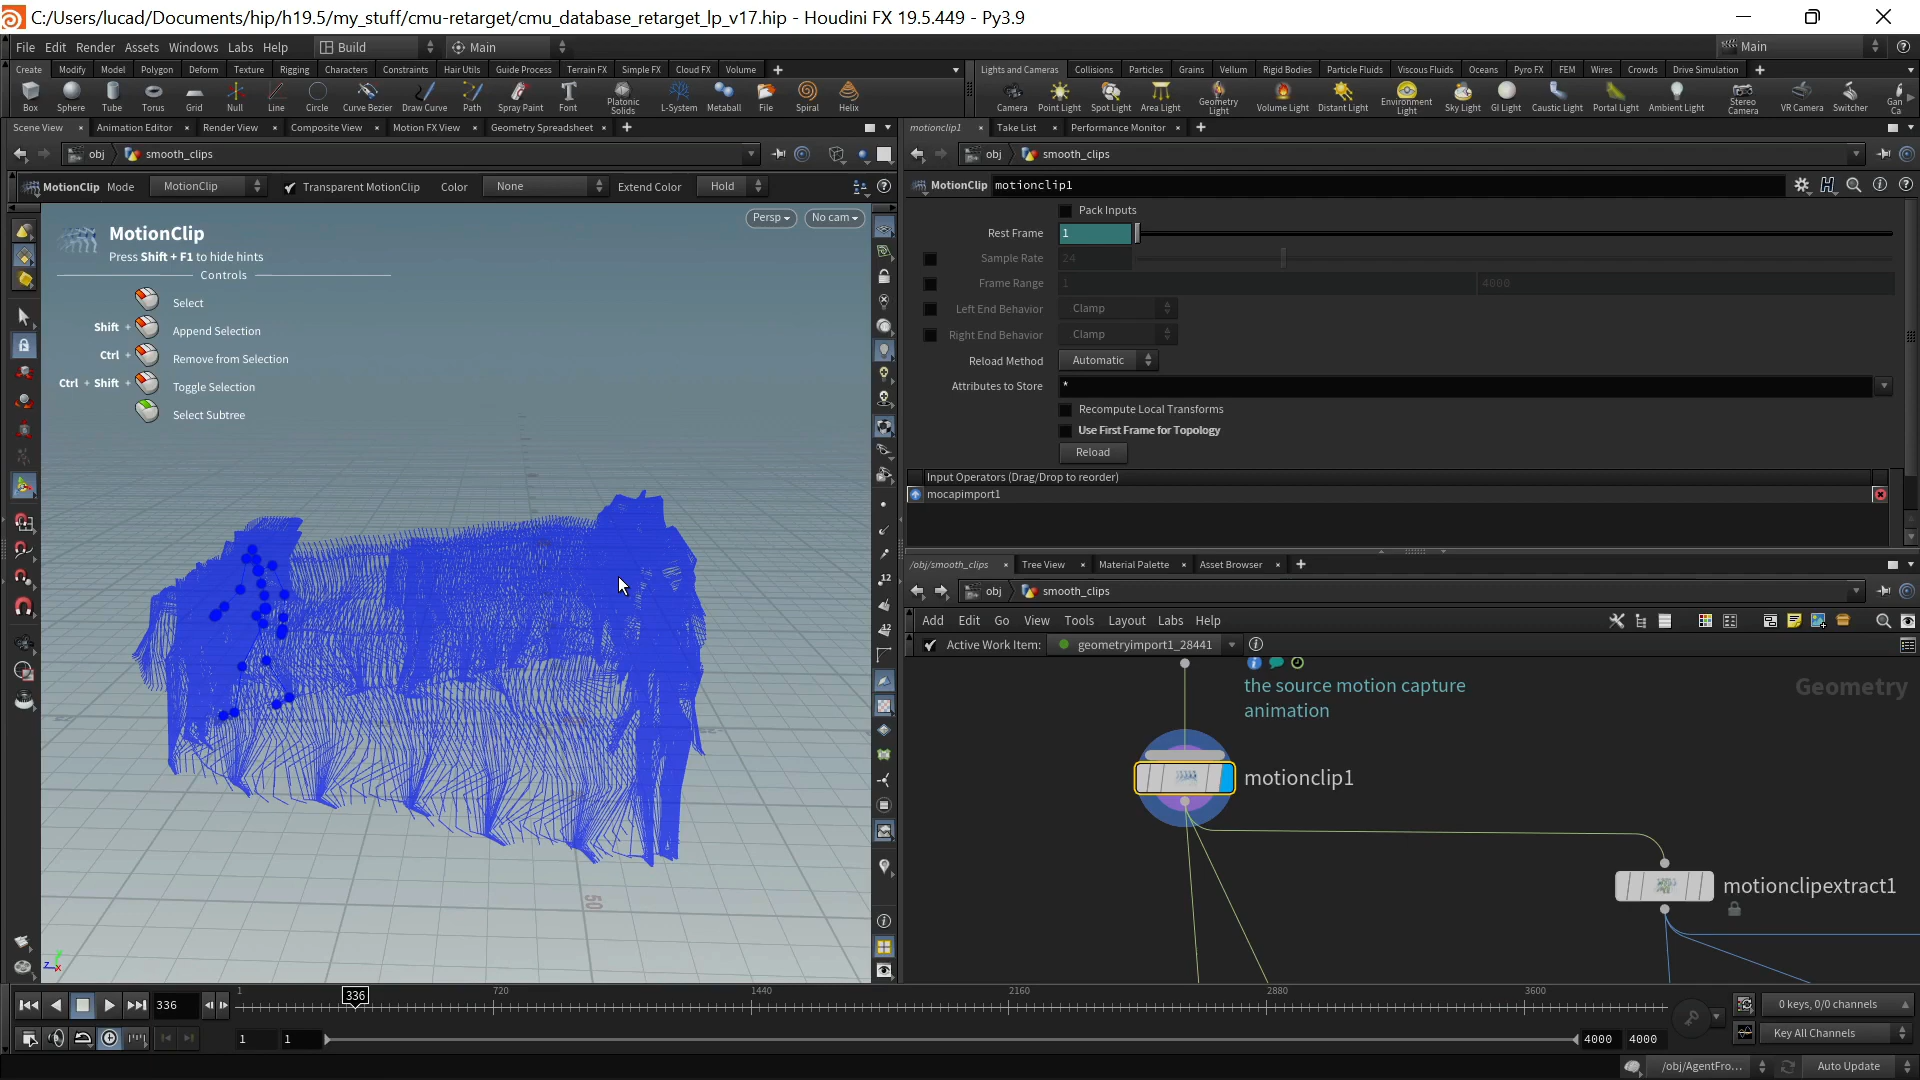 C:/Users/lucad/Documents/hip/h19.5/my_stuff/cmu-retarget/cmu_database_retarget_lp_v17.hip - Houdini FX 19.5.449 - Py3.9
File Edit Render Assets Windows Labs Help Build Main Main
Create Modify Model Polygon Deform Texture Rigging Characters Constraints Hair Utils Guide Process Terrain FX Simple FX Cloud FX Volume
Lights and Cameras Collisions Particles Grains Vellum Rigid Bodies Particle Fluids Viscous Fluids Oceans Pyro FX FEM Wires Crowds Drive Simulation
Box Sphere Tube Torus Grid Null Line Circle Curve Bezier Draw Curve Path Spray Paint Font Platonic Solids L-System Metaball File Spiral Helix
Camera Point Light Spot Light Area Light Geometry Light Volume Light Distant Light Environment Light Sky Light GI Light Caustic Light Portal Light Ambient Light Stereo Camera VR Camera Switcher Gan Ca
Scene View Animation Editor Render View Composite View Motion FX View Geometry Spreadsheet
motionclip1 Take List Performance Monitor
obj smooth_clips
obj smooth_clips
MotionClip Mode MotionClip Transparent MotionClip Color None Extend Color Hold
MotionClip motionclip1
Persp No cam
MotionClip
Press Shift + F1 to hide hints
Controls
Select
Shift + Append Selection
Ctrl + Remove from Selection
Ctrl + Shift + Toggle Selection
Select Subtree
50
Pack Inputs
Rest Frame 1
Sample Rate 24
Frame Range 1 4000
Left End Behavior Clamp
Right End Behavior Clamp
Reload Method Automatic
Attributes to Store *
Recompute Local Transforms
Use First Frame for Topology
Reload
Input Operators (Drag/Drop to reorder)
mocapimport1
/obj/smooth_clips Tree View Material Palette Asset Browser
obj smooth_clips
Add Edit Go View Tools Layout Labs Help
Active Work Item: geometryimport1_28441
the source motion capture
animation
Geometry
motionclip1
motionclipextract1
12
12
z x
336 1 336 720 1440 2160 2880 3600
0 keys, 0/0 channels
1 1 4000 4000
Key All Channels
/obj/AgentFro... Auto Update